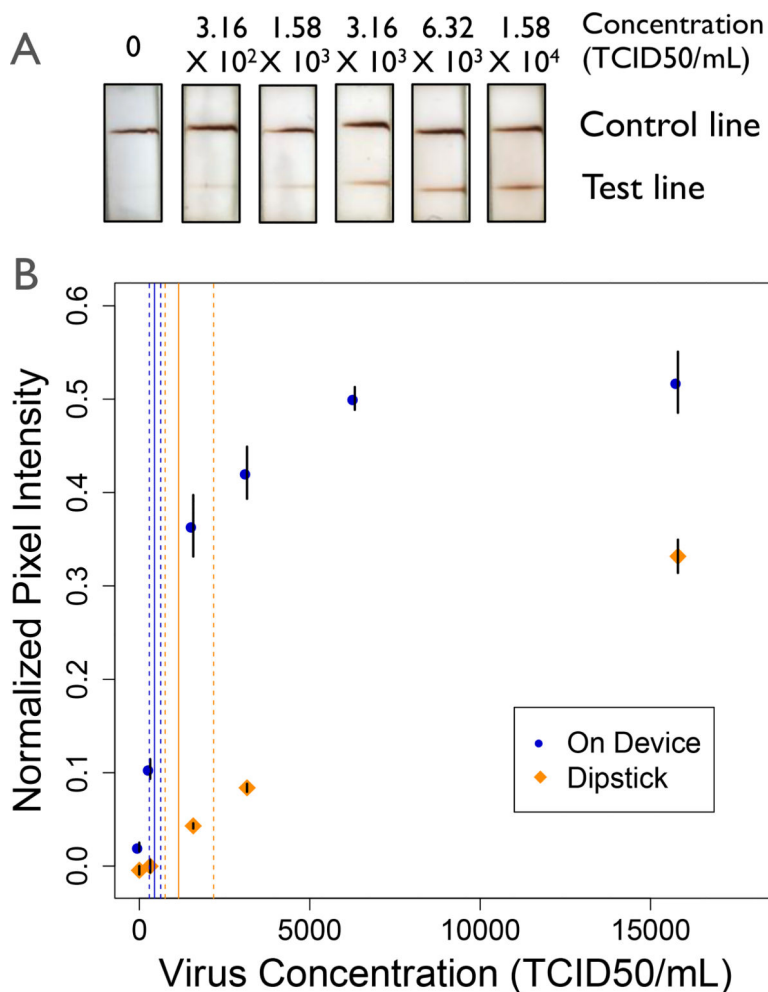 A
0
3.16 1.58 3.16 6.32 1.58 Concentration
X 10² X 10³ X 10³ X 10³ X 10⁴ (TCID50/mL)
Control line
Test line
B
0.6
0.5
0.4
0.3
0.2
0.1
0.0
Normalized Pixel Intensity
On Device
Dipstick
0 5000 10000 15000
Virus Concentration (TCID50/mL)